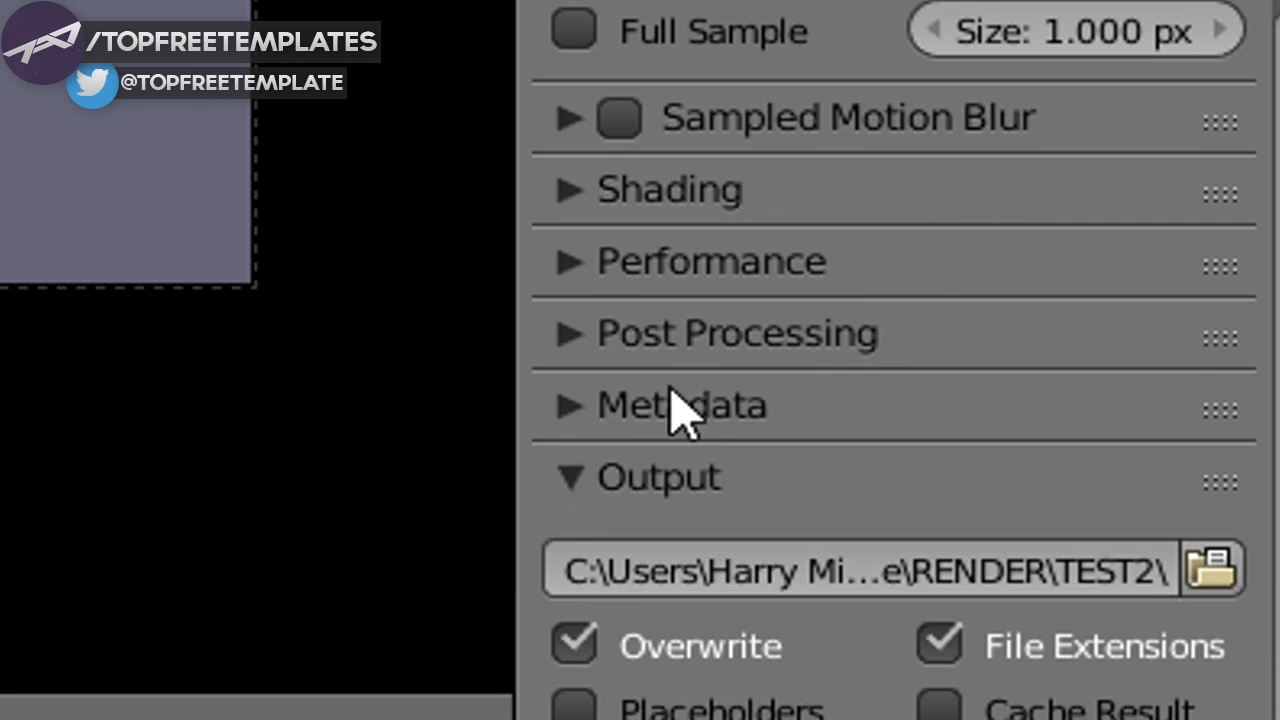 /TOPFREETEMPLATES
@TOPFREETEMPLATE
Full Sample
Size: 1.000 px
Sampled Motion Blur
Shading
Performance
Post Processing
Metadata
Output
C:\Users\Harry Mi...e\RENDER\TEST2\
Overwrite
File Extensions
Placeholders
Cache Result